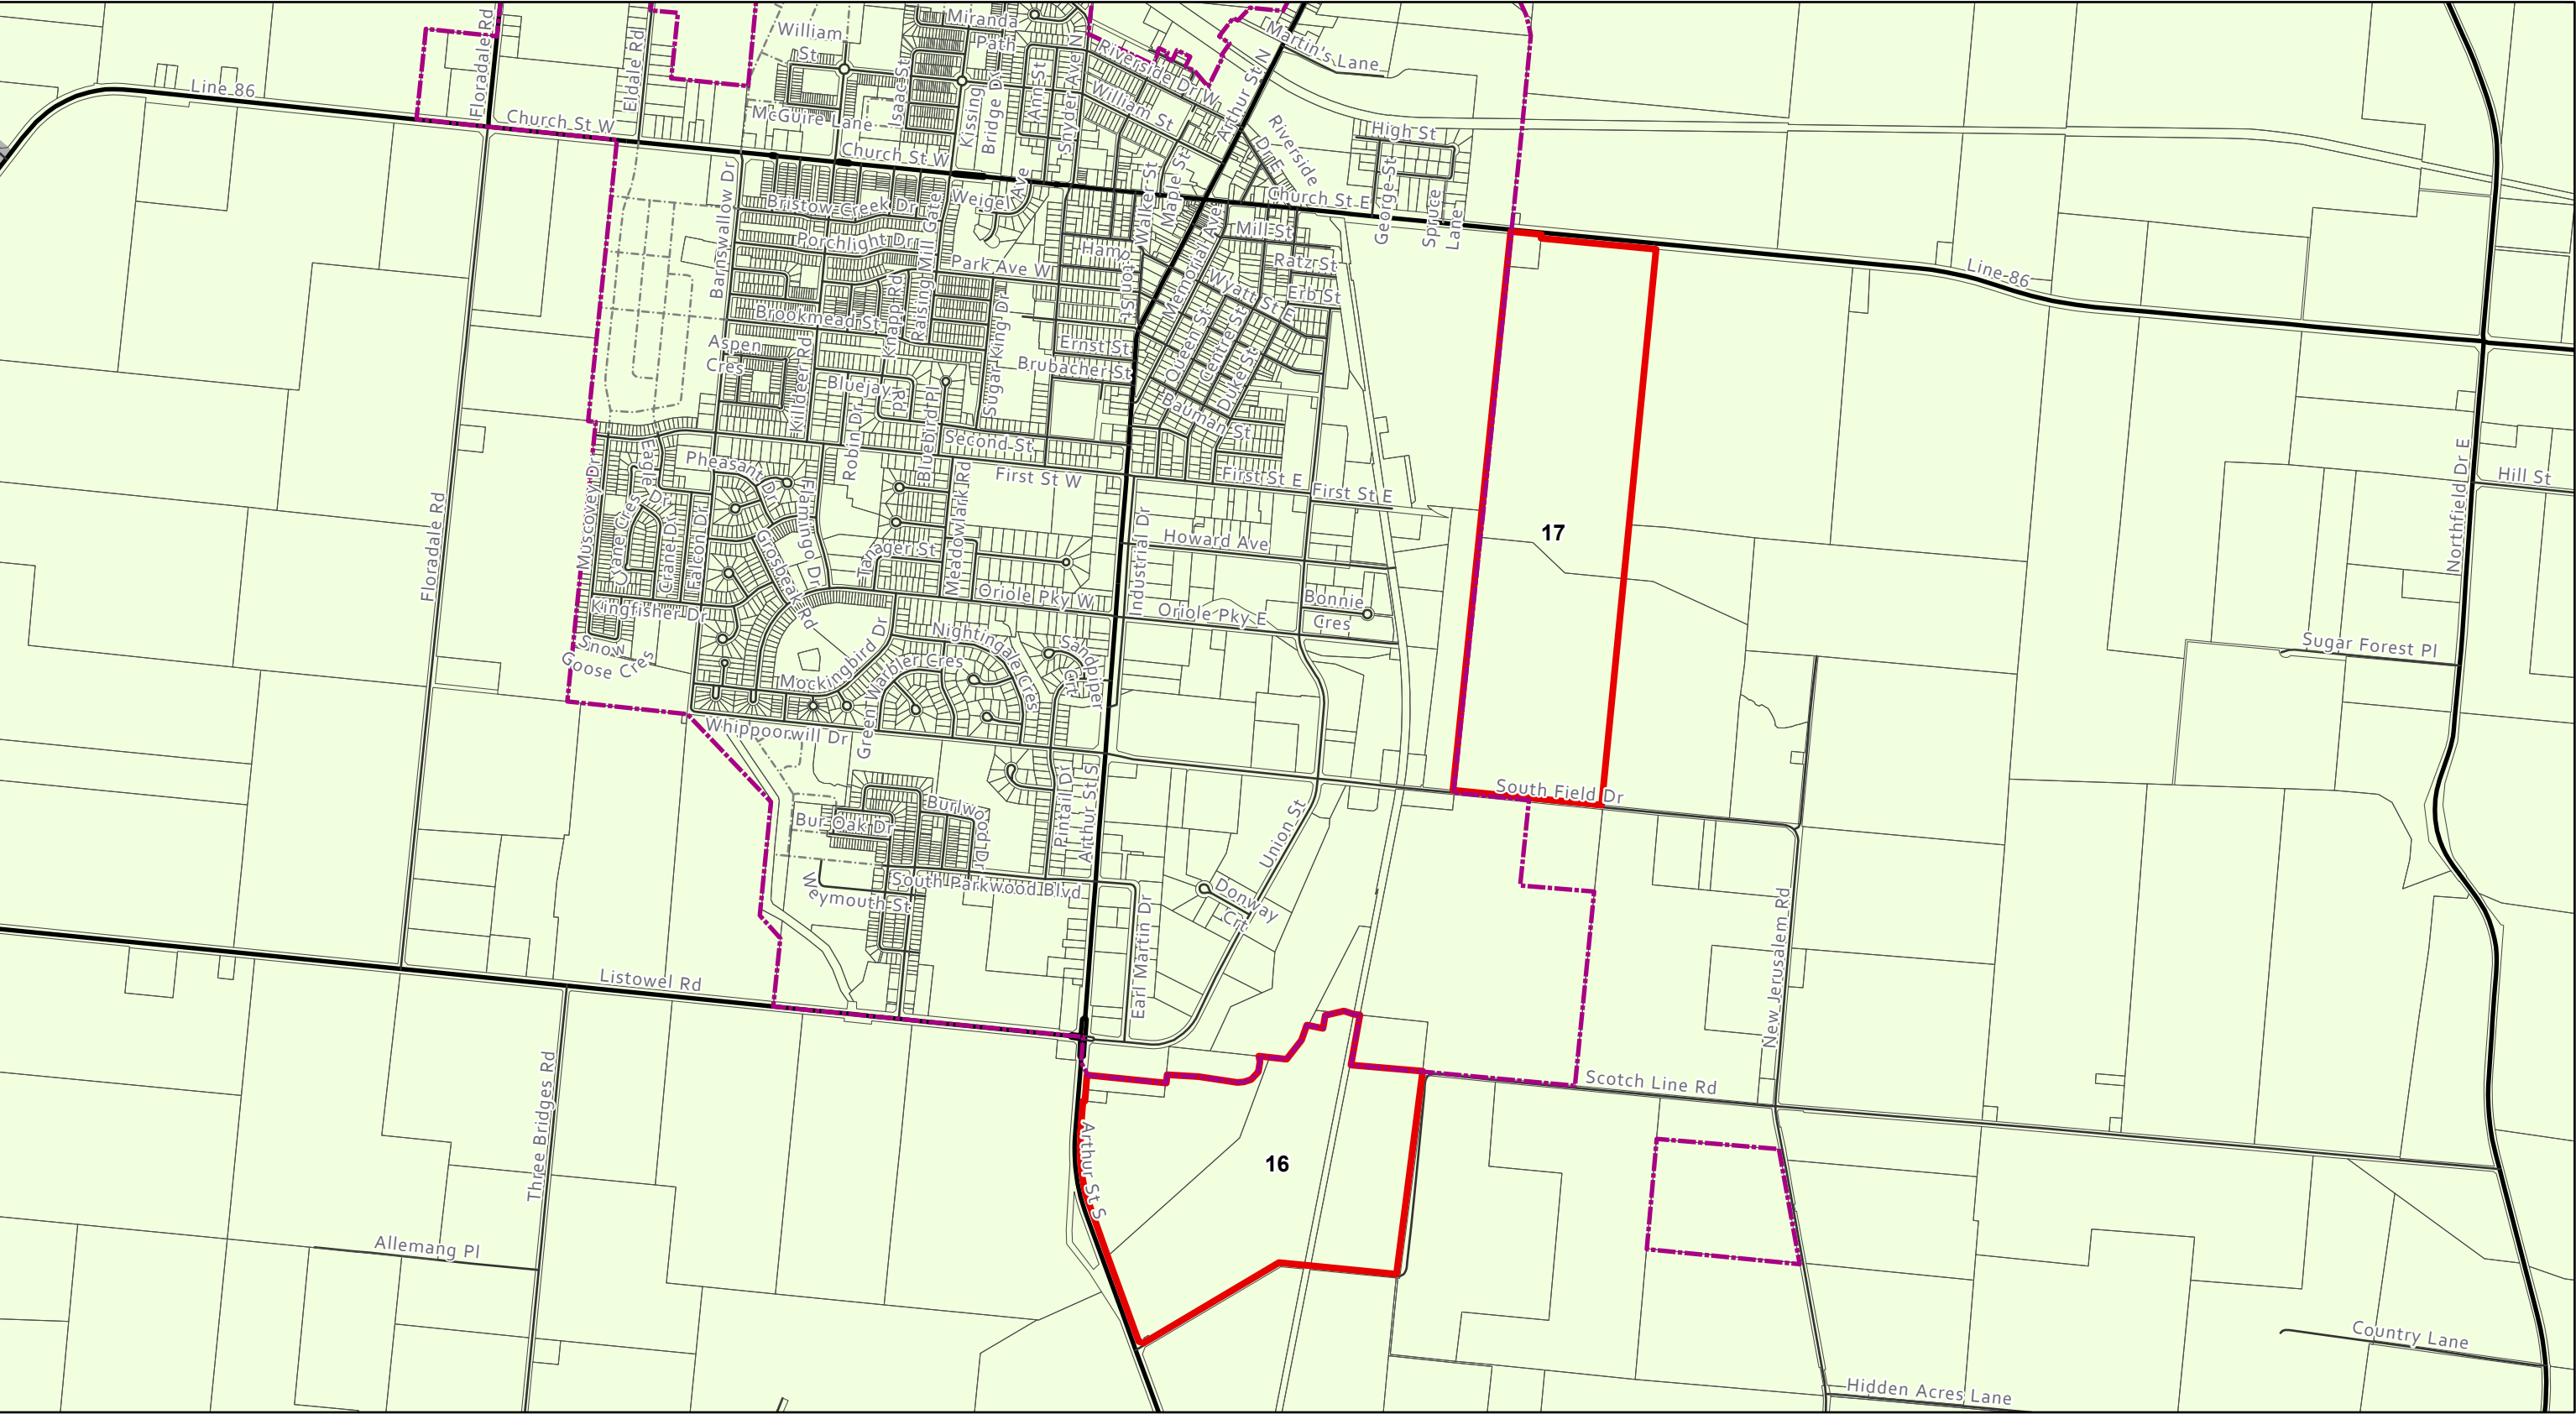 Miranda
Path
William
St
Floradale Rd
Eldale Rd
Line 86
Church St W
McGuire Lane
Isaac St
Kissing
Bridge Dr
Ann St
Snyder Ave N
Riverside Dr W
William St
Arthur St N
Martin's Lane
Riverside
Dr E
High St
George St
Spruce
Lane
Church St W
Church St E
Weigel Ave
Walker St
Maple St
Barnswallow Dr
Bristow Creek Dr
Porchlight Dr
Raising Mill Gate
Park Ave W
Mill St
Memorial Ave
Ratz St
Wyatt St E
Erb St
Line 86
Brookmead St
Knapp Rd
Sugar King Dr
Ernst St
Brubacher St
Queen St
Centre St
Duke St
Aspen
Cres
Killdeer Rd
Bluejay
Rd
Robin Dr
Bluebird Pl
Bauman St
Second St
First St W
First St E
First St E
Northfield Dr E
Hill St
Floradale Rd
Muscovey Dr
Pheasant Dr
Flamingo Dr
Grosbeak Rd
Crane Cres
Crane Dr
Falcon Dr
Tanager St
Meadowlark Rd
Industrial Dr
Howard Ave
17
Oriole Pky W
Oriole Pky E
Bonnie
Cres
Kingfisher Dr
Snow
Goose Cres
Mockingbird Dr
Nightingale Cres
Sandpiper
Crt
Green Warbler Cres
Whippoorwill Dr
Sugar Forest Pl
South Field Dr
Pintail Dr
Arthur St S
Bur Oak Dr
Union St
South Parkwood Blvd
Weymouth St
Donway
Crt
Earl Martin Dr
New Jerusalem Rd
Listowel Rd
Three Bridges Rd
Scotch Line Rd
Arthur St S
16
Allemang Pl
Country Lane
Hidden Acres Lane